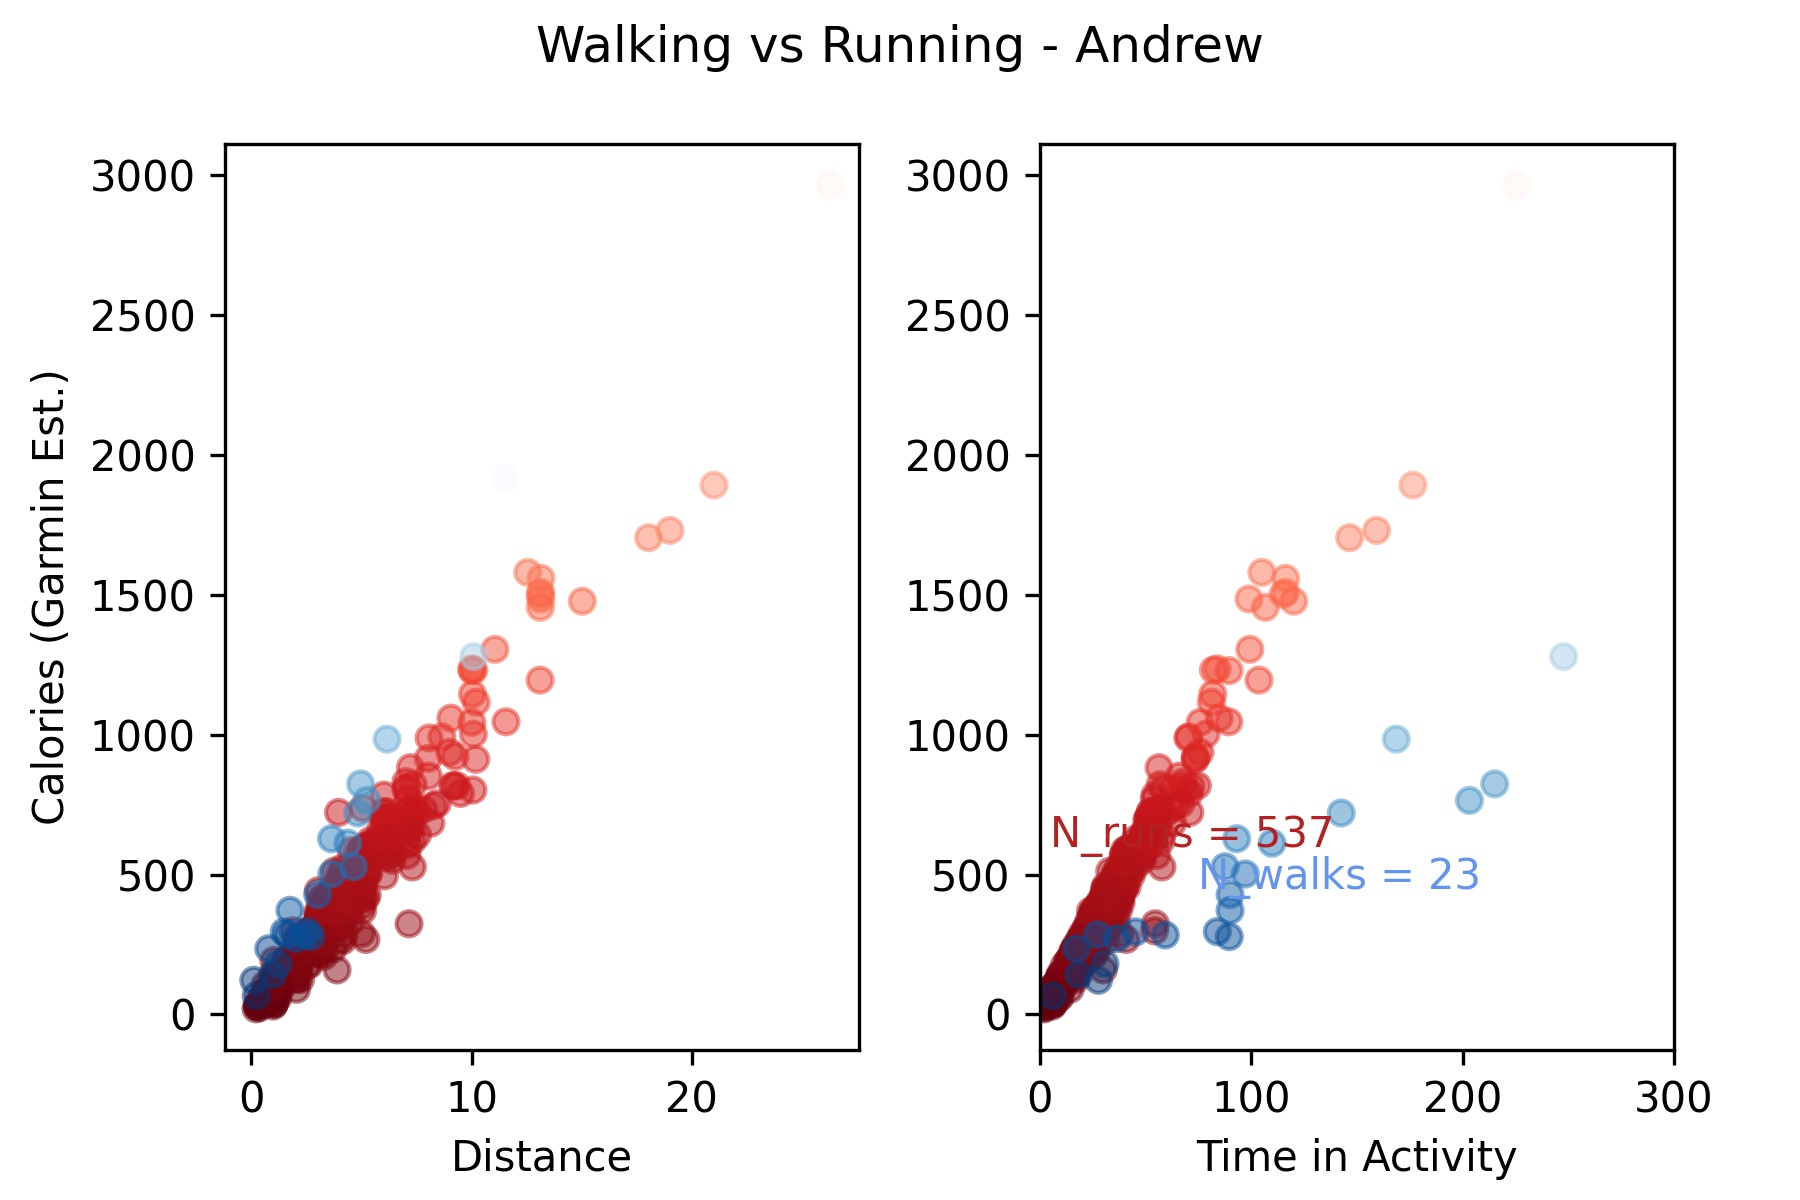 Walking vs Running - Andrew
Calories (Garmin Est.)
3000
2500
2000
1500
1000
500
0
0 10 20
Distance
3000
2500
2000
1500
1000
500
0
N_runs = 537
N_walks = 23
0 100 200 300
Time in Activity